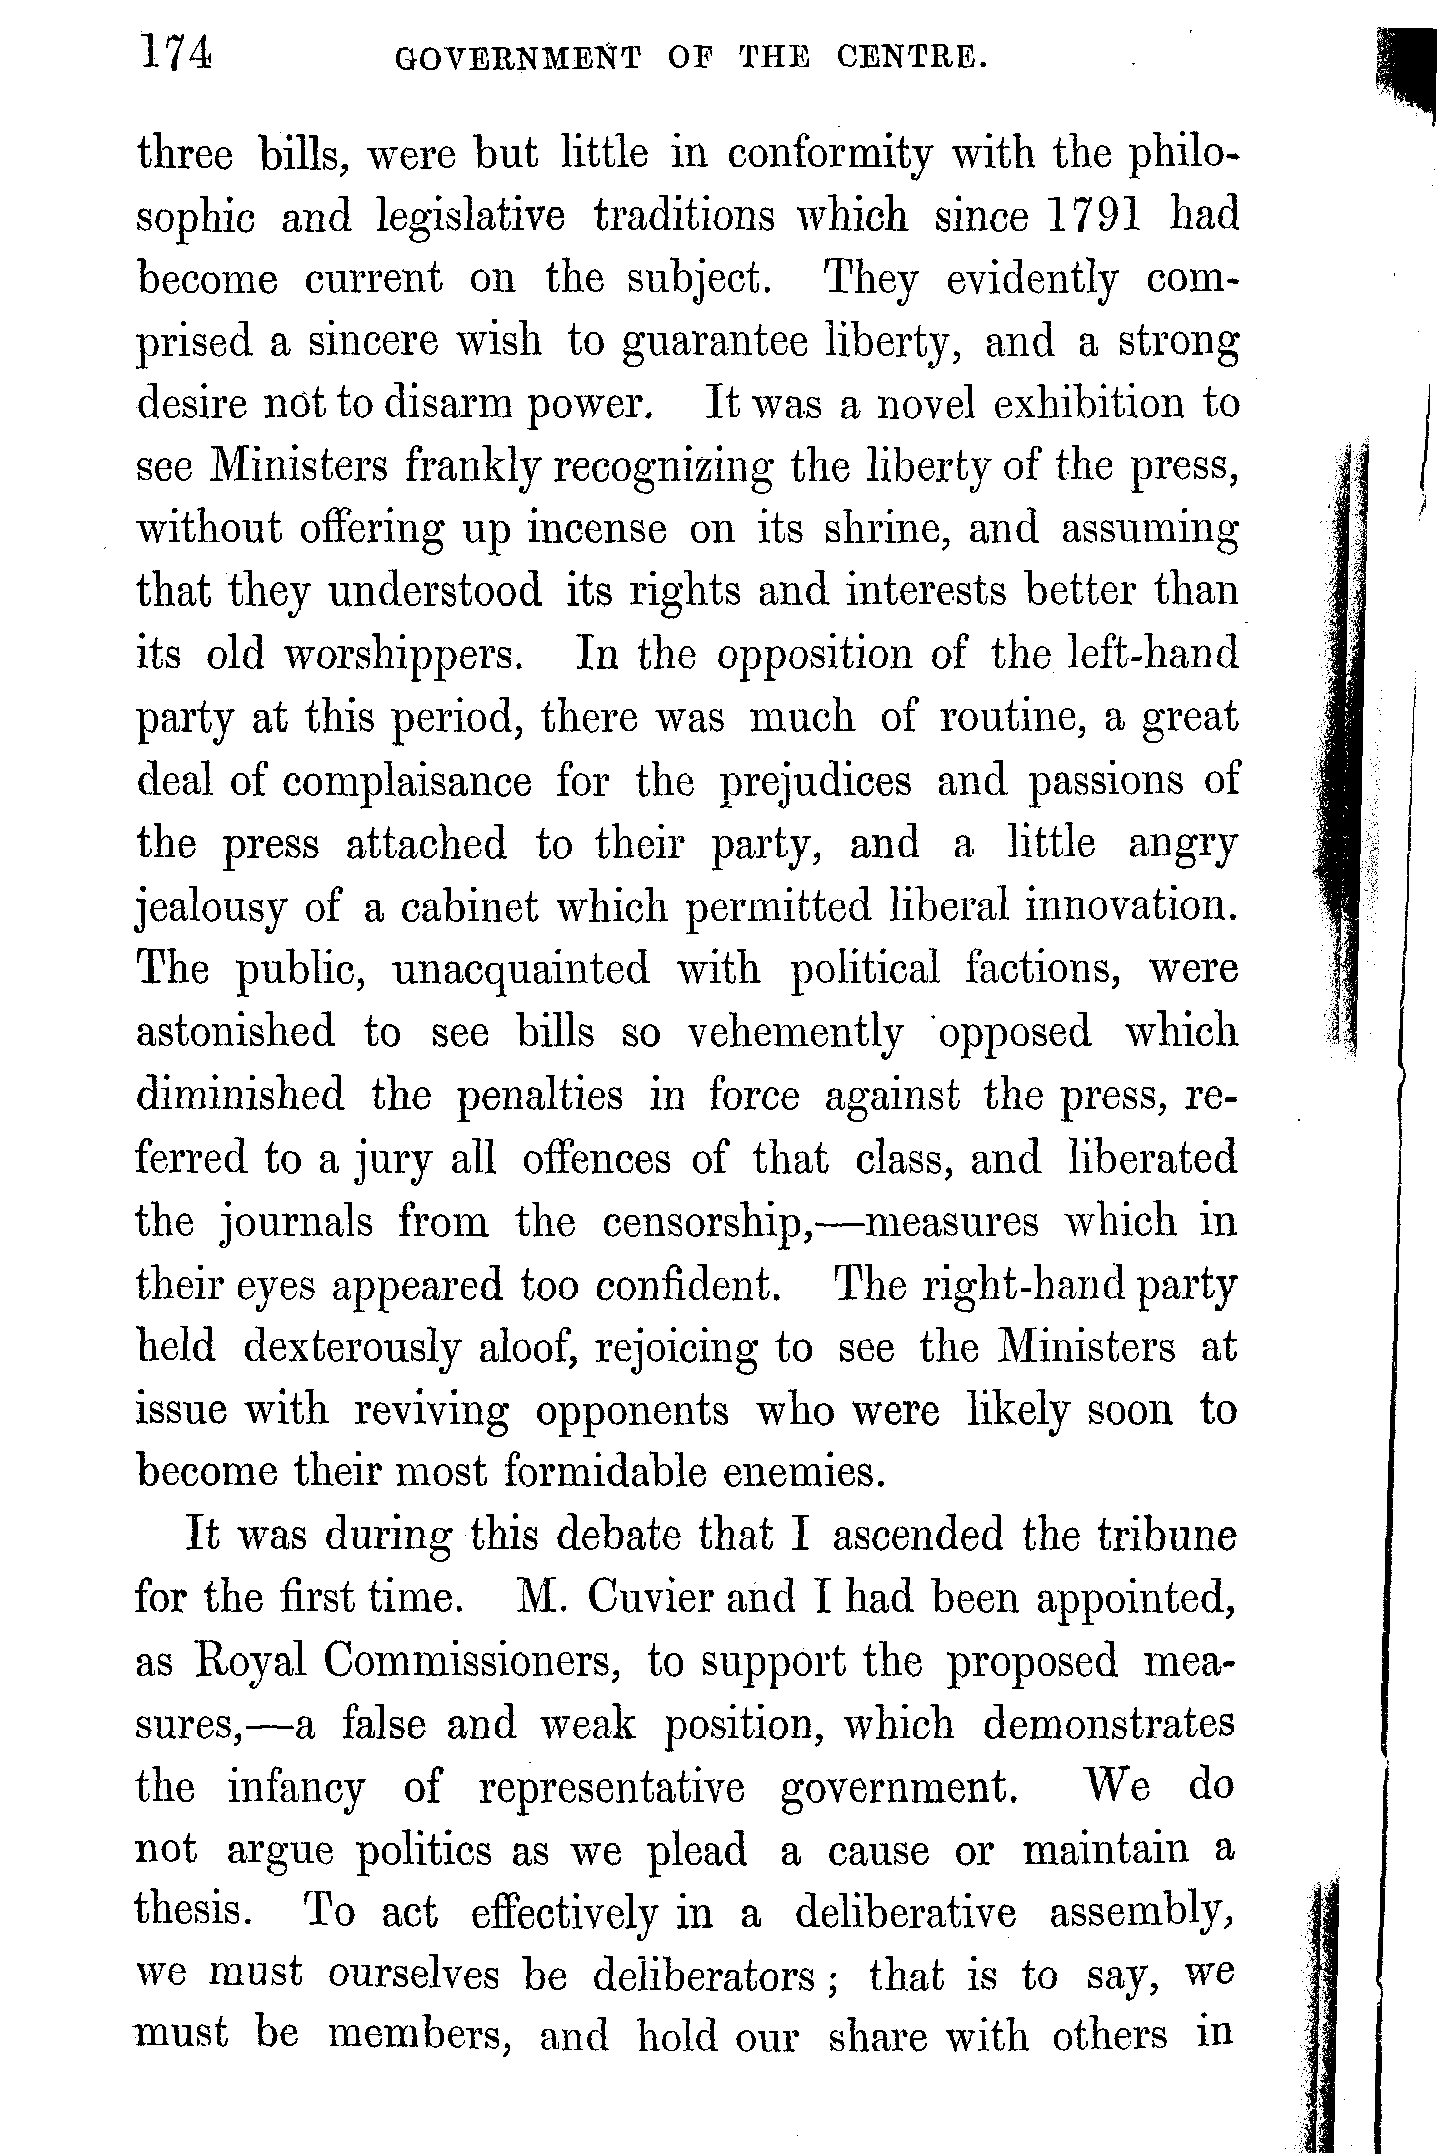 174 GOVERNMENT OF THE CENTRE.
three bills, were but little in conformity with the philo-
sophic and legislative traditions which since 1791 had
become current on the subject. They evidently com-
prised a sincere wish to guarantee liberty, and a strong
desire not to disarm power. It was a novel exhibition to
see Ministers frankly recognizing the liberty of the press,
without offering up incense on its shrine, and assuming
that they understood its rights and interests better than
its old worshippers. In the opposition of the left-hand
party at this period, there was much of routine, a great
deal of complaisance for the prejudices and passions of
the press attached to their party, and a little angry
jealousy of a cabinet which permitted liberal innovation.
The public, unacquainted with political factions, were
astonished to see bills so vehemently opposed which
diminished the penalties in force against the press, re-
ferred to a jury all offences of that class, and liberated
the journals from the censorship,—measures which in
their eyes appeared too confident. The right-hand party
held dexterously aloof, rejoicing to see the Ministers at
issue with reviving opponents who were likely soon to
become their most formidable enemies.
It was during this debate that I ascended the tribune
for the first time. M. Cuvier and I had been appointed,
as Royal Commissioners, to support the proposed mea-
sures,—a false and weak position, which demonstrates
the infancy of representative government. We do
not argue politics as we plead a cause or maintain a
thesis. To act effectively in a deliberative assembly,
we must ourselves be deliberators; that is to say, we
must be members, and hold our share with others in